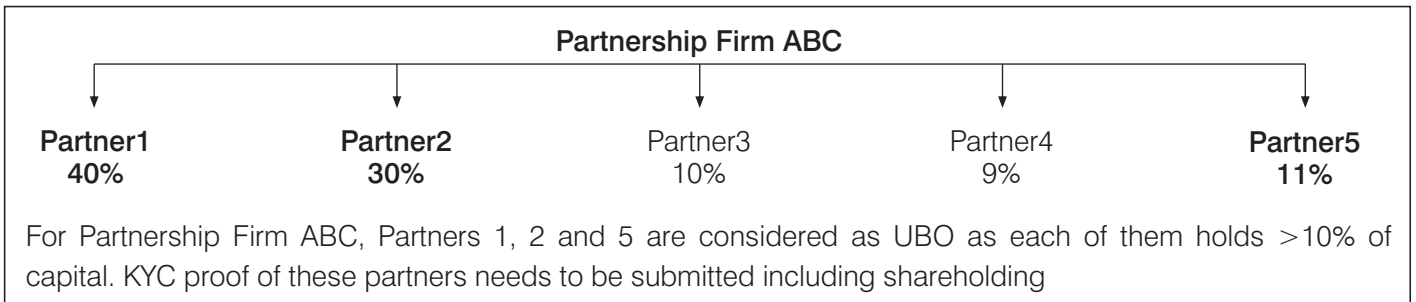 Partnership Firm ABC
Partner1 Partner2 Partner3 Partner4 Partner5
40% 30% 10% 9% 11%
For Partnership Firm ABC, Partners 1, 2 and 5 are considered as UBO as each of them holds >10% of
capital. KYC proof of these partners needs to be submitted including shareholding